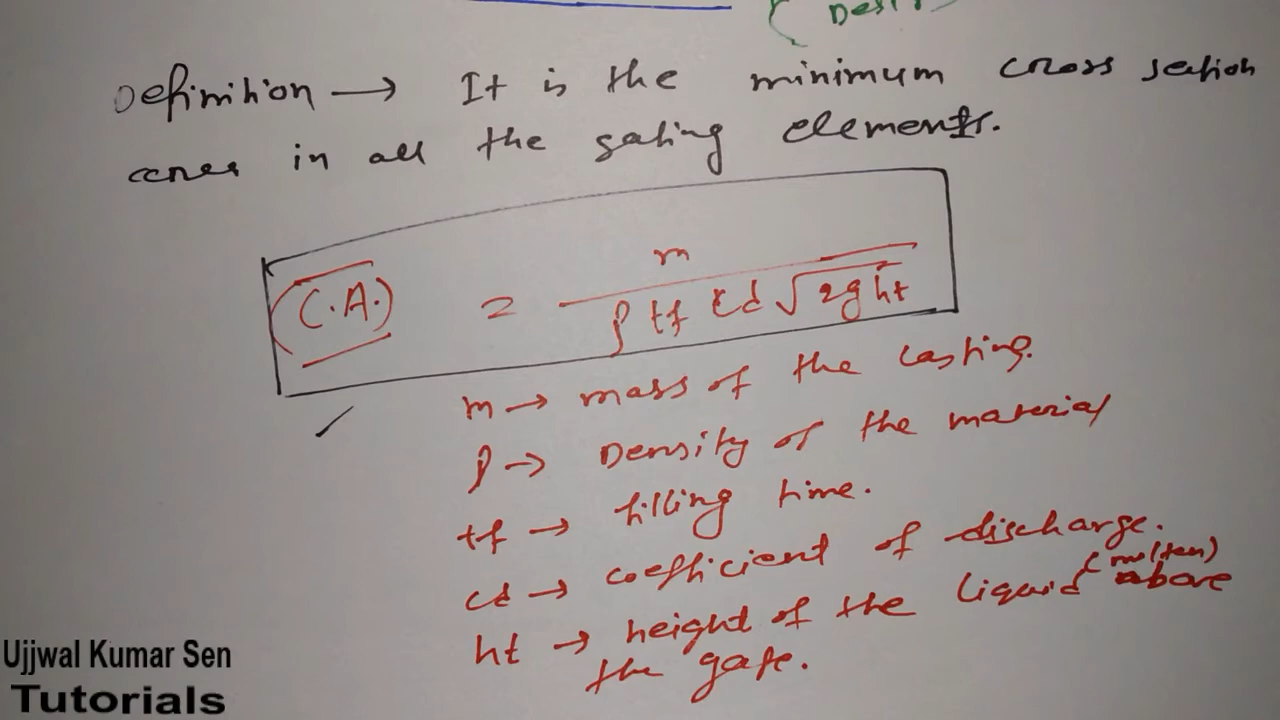 Desi
Definition → It is the minimum cross section
area in all the gating elements.
(C.A.) = m / ρ tf Cd √2ght
m → mass of the casting.
ρ → Density of the material
tf → filling time.
cd → coefficient of discharge.
ht → height of the liquid (molten) above
the gate.
Ujjwal Kumar Sen
Tutorials